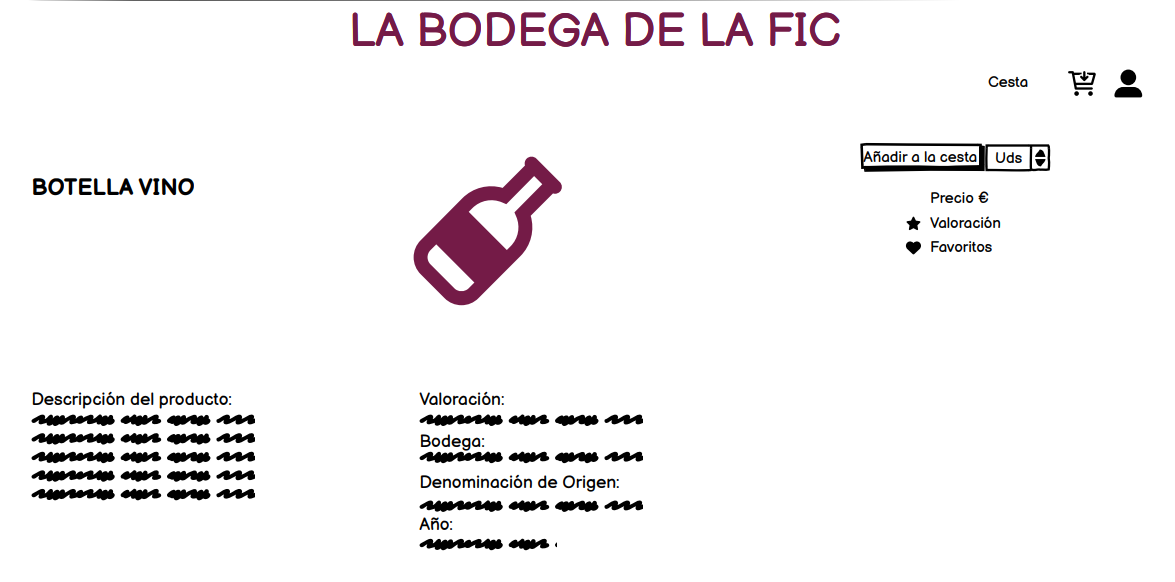 LA BODEGA DE LA FIC
Cesta
Añadir a la cesta Uds
BOTELLA VINO
Precio €
Valoración
Favoritos
Descripción del producto:
Valoración:
Bodega:
Denominación de Origen:
Año: